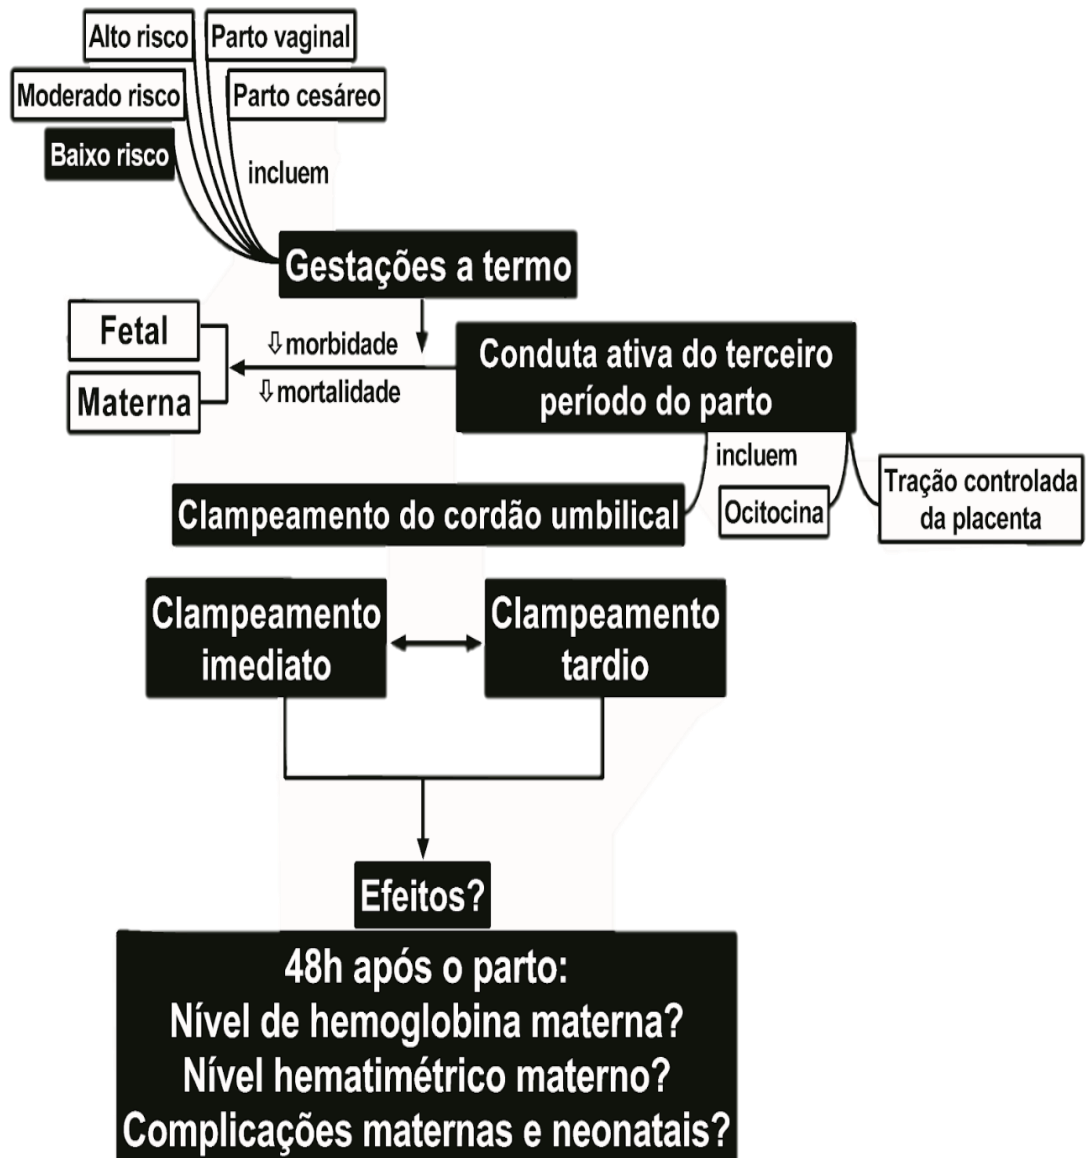 Alto risco
Parto vaginal
Moderado risco
Parto cesáreo
Baixo risco
incluem
Gestações a termo
Fetal
⇩morbidade
Conduta ativa do terceiro
período do parto
Materna
⇩mortalidade
incluem
Tração controlada
da placenta
Clampeamento do cordão umbilical
Ocitocina
Clampeamento
imediato
Clampeamento
tardio
Efeitos?
48h após o parto:
Nível de hemoglobina materna?
Nível hematimétrico materno?
Complicações maternas e neonatais?